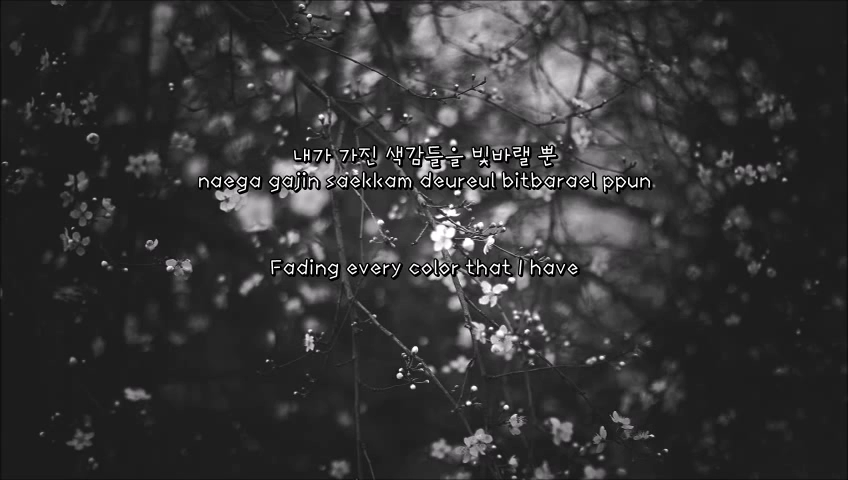 내가 가진 색감들을 빛바랠 뿐
naega gajin saekkam deureul bitbarael ppun
Fading every color that I have